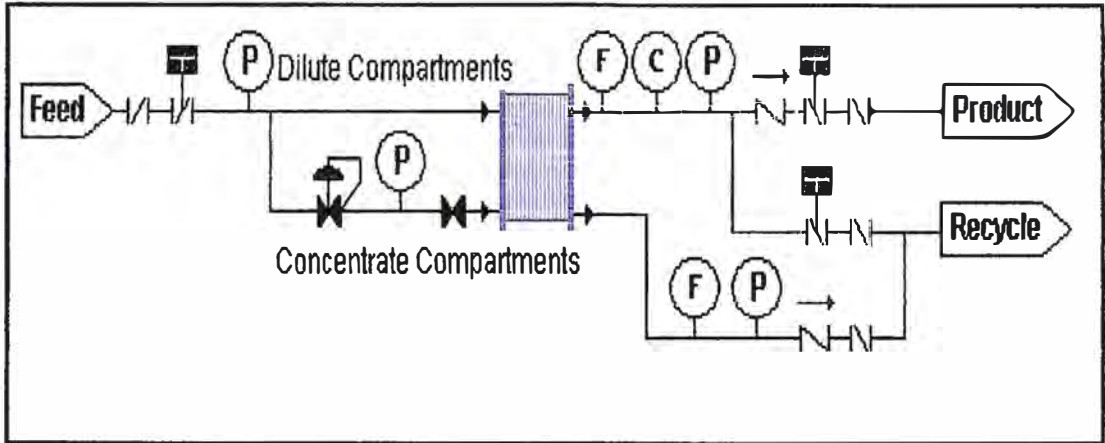 P
Dilute Compartments
F
C
P
Feed
Product
P
Concentrate Compartments
Recycle
F
P